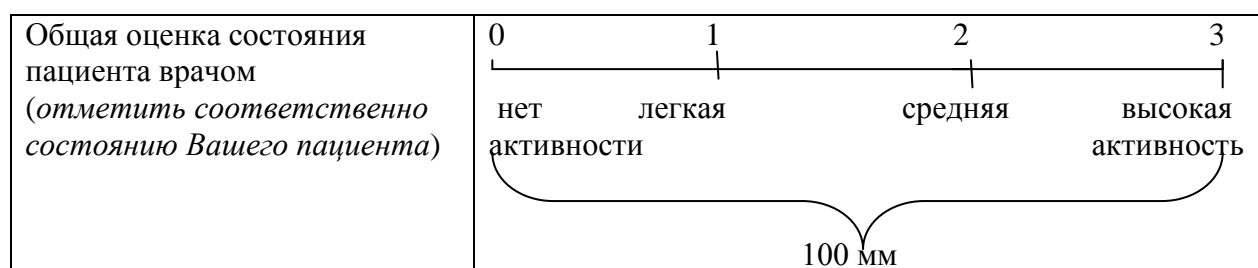 Общая оценка состояния
пациента врачом
(отметить соответственно
состоянию Вашего пациента)
0 1 2 3
нет легкая средняя высокая
активности активность
100 мм